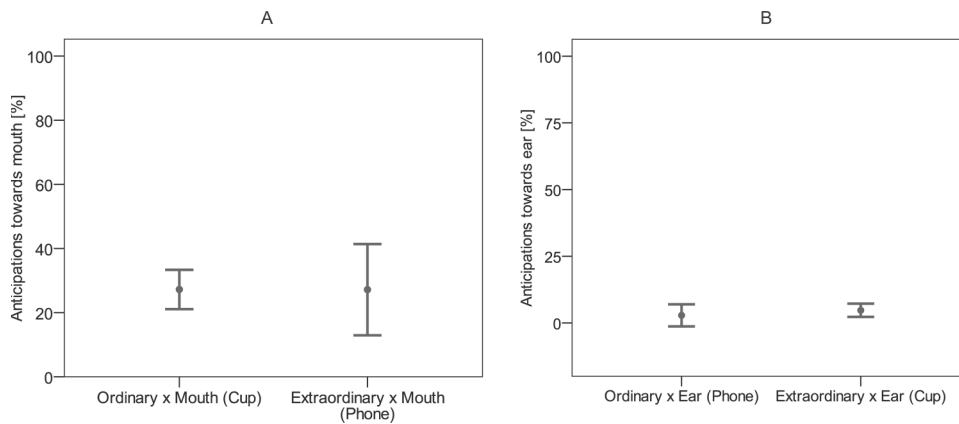 A
Anticipations towards mouth [%]
100
80
60
40
20
0
Ordinary x Mouth (Cup)
Extraordinary x Mouth
(Phone)
B
Anticipations towards ear [%]
100
75
50
25
0
Ordinary x Ear (Phone)
Extraordinary x Ear (Cup)